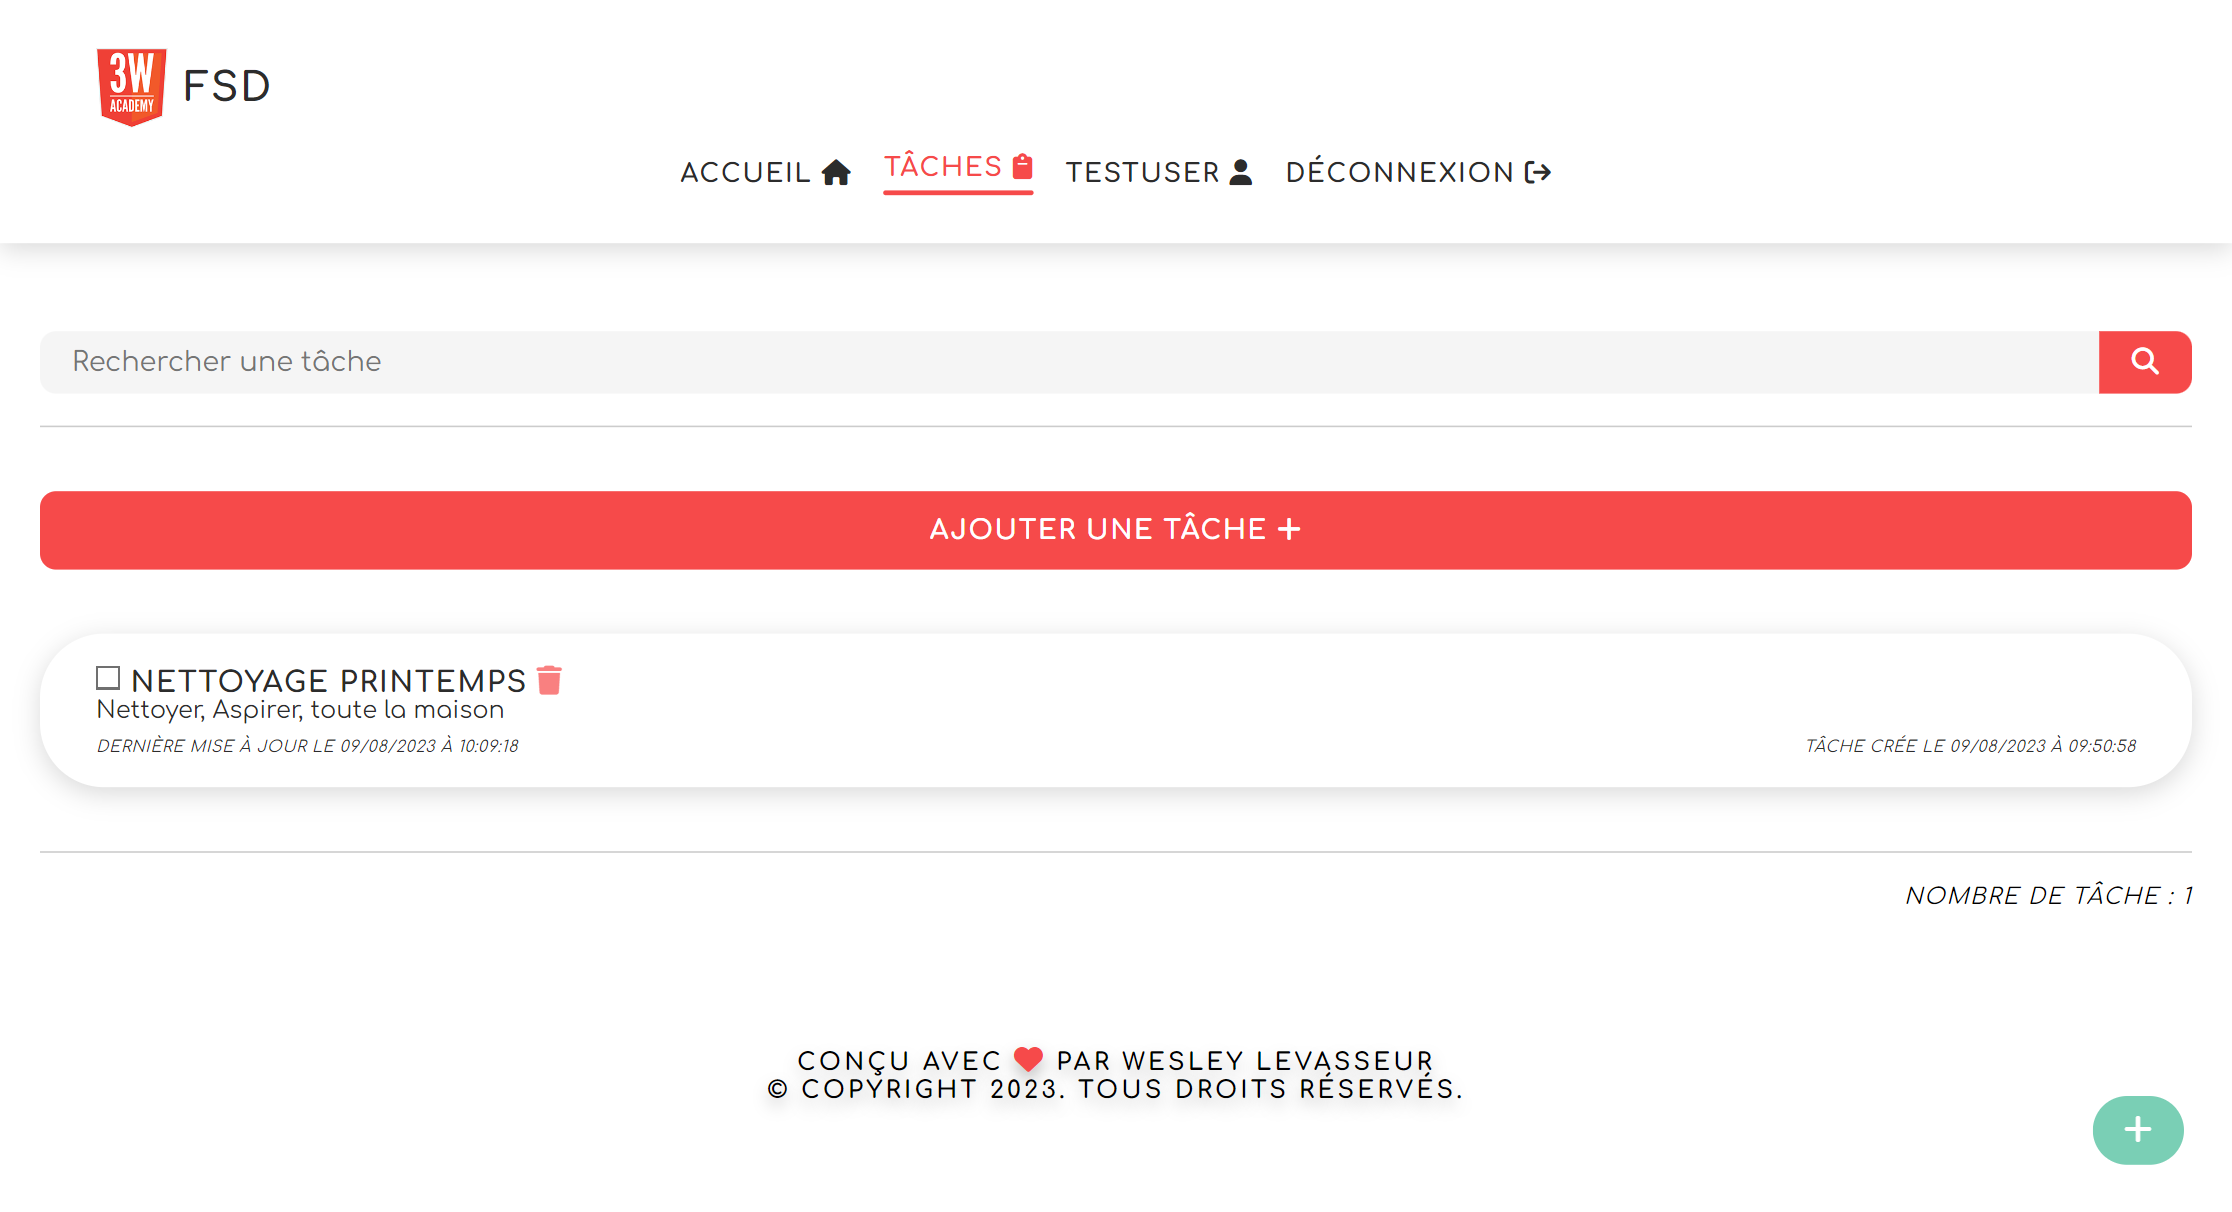 3W
ACADEMY
FSD
ACCUEIL TÂCHES TESTUSER DÉCONNEXION
Rechercher une tâche
AJOUTER UNE TÂCHE +
NETTOYAGE PRINTEMPS
Nettoyer, Aspirer, toute la maison
DERNIÈRE MISE À JOUR LE 09/08/2023 À 10:09:18
TÂCHE CRÉE LE 09/08/2023 À 09:50:58
NOMBRE DE TÂCHE : 1
CONÇU AVEC ❤ PAR WESLEY LEVASSEUR
© COPYRIGHT 2023. TOUS DROITS RÉSERVÉS.
+